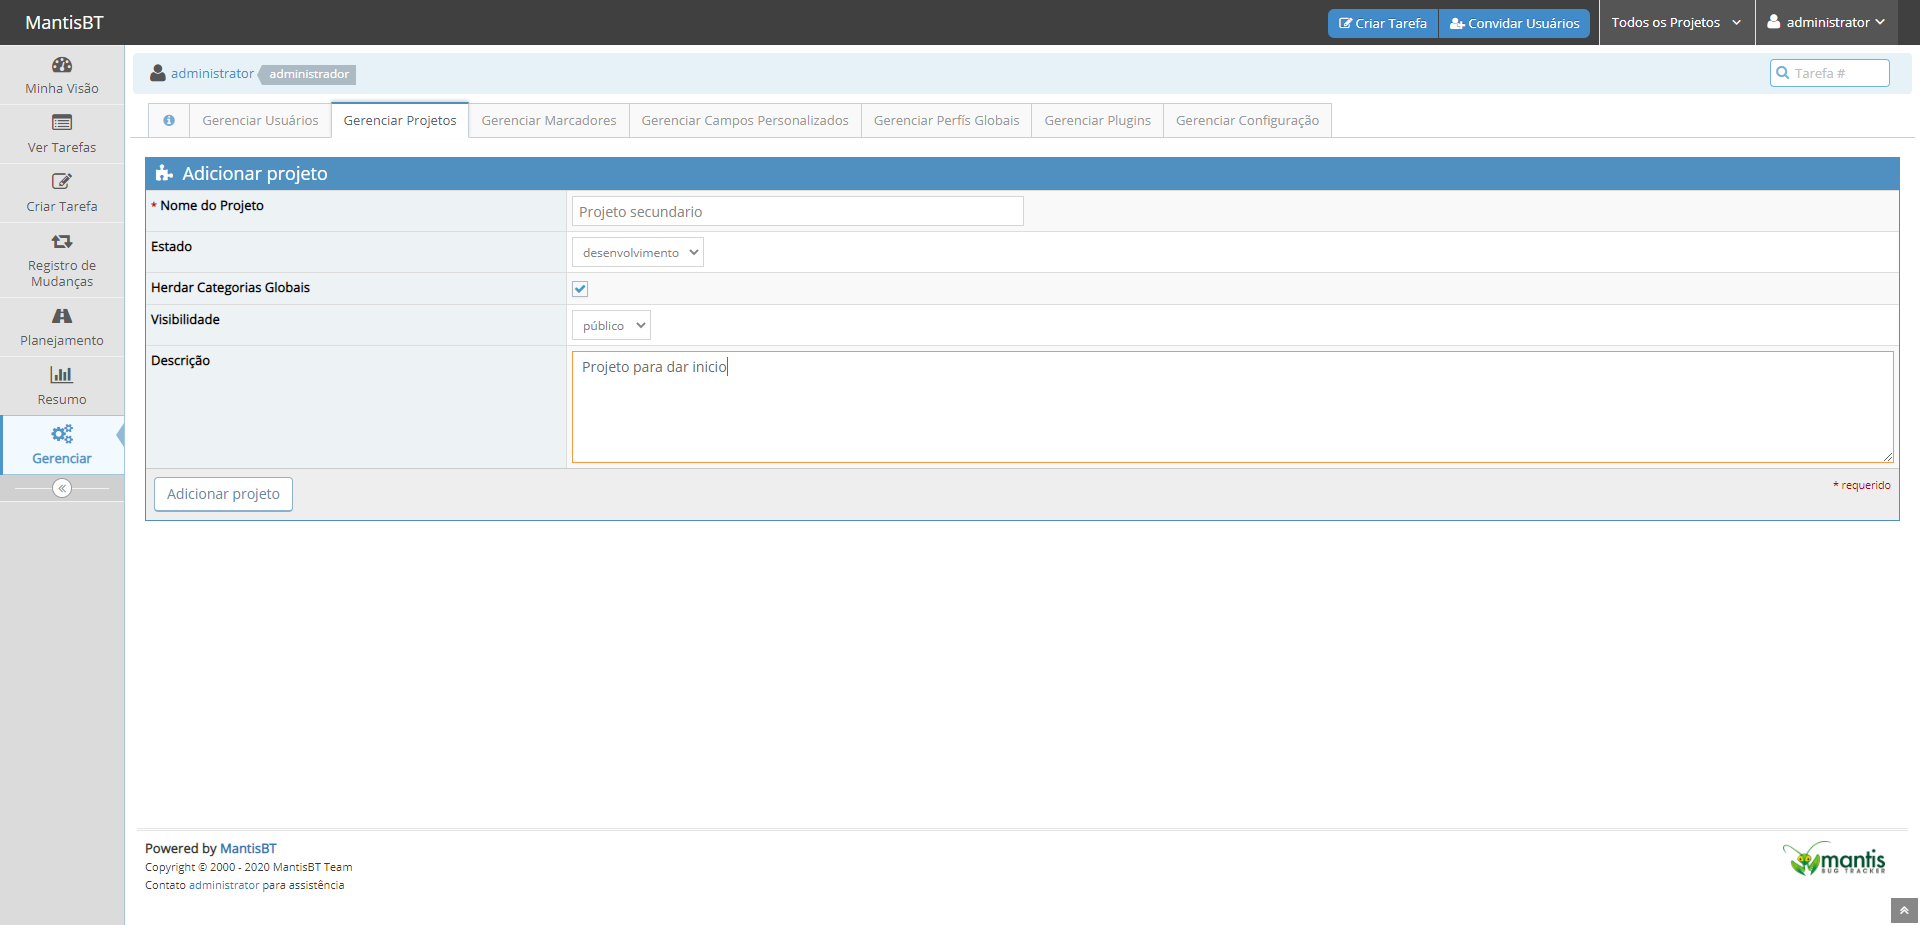 MantisBT
Criar Tarefa
Convidar Usuários
Todos os Projetos
administrator
Minha Visão
Ver Tarefas
Criar Tarefa
Registro de
Mudanças
Planejamento
Resumo
Gerenciar
administrator administrador
Tarefa #
Gerenciar Usuários
Gerenciar Projetos
Gerenciar Marcadores
Gerenciar Campos Personalizados
Gerenciar Perfís Globais
Gerenciar Plugins
Gerenciar Configuração
Adicionar projeto
* Nome do Projeto
Projeto secundario
Estado
desenvolvimento
Herdar Categorias Globais
Visibilidade
público
Descrição
Projeto para dar inicio
Adicionar projeto
* requerido
Powered by MantisBT
Copyright © 2000 - 2020 MantisBT Team
Contato administrator para assistência
mantis
BUG TRACKER